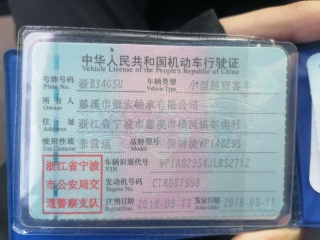 中华人民共和国机动车行驶证
Vehicle License of the People's Republic of China
号牌号码 浙B34G5U 车辆类型 小型越野客车
Plate No. Vehicle Type
所有人 慈溪市恒宏轴承有限公司
Owner
住址 浙江省宁波市慈溪市横河镇
Address
使用性质 非营运 品牌型号 保时捷WP1AB295
Use Character Model
浙江省宁波
市公安局交
通警察支队
车辆识别代号
VIN
发动机号码
Engine No.
注册日期 2018-09-13 发证日期 2018-09-13
Register Date Issue Date